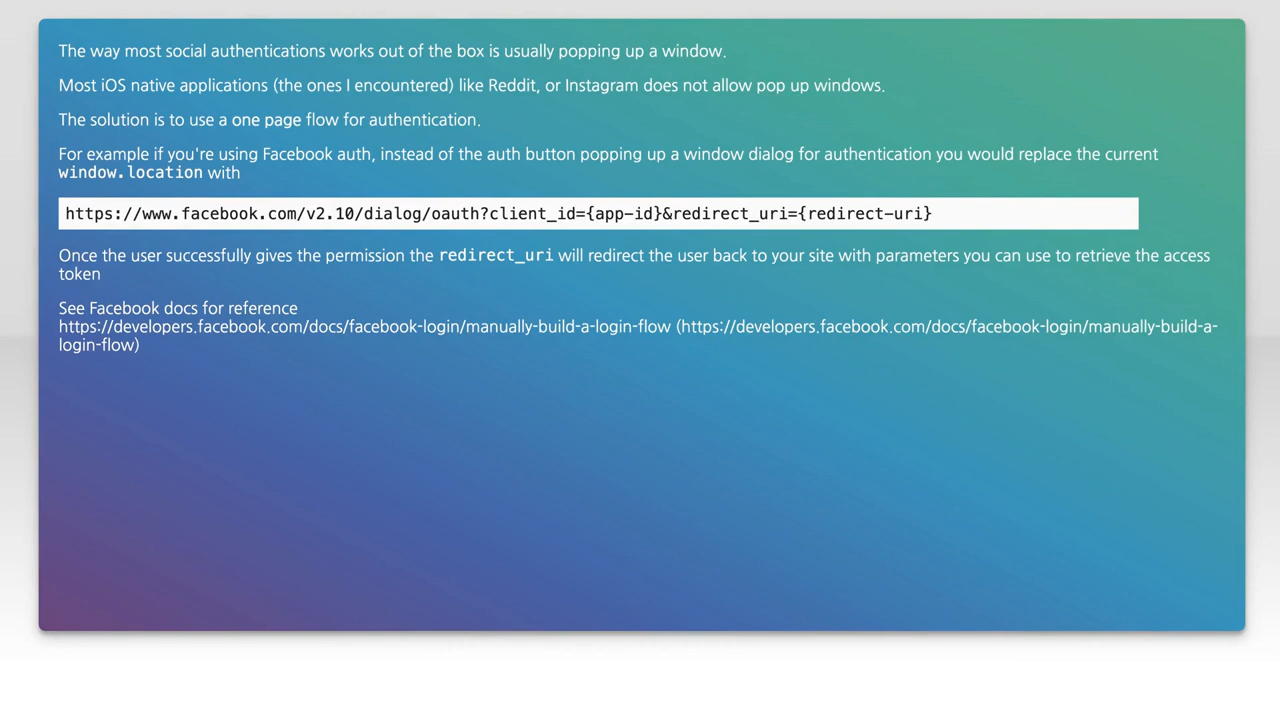 The way most social authentications works out of the box is usually popping up a window.
Most iOS native applications (the ones I encountered) like Reddit, or Instagram does not allow pop up windows.
The solution is to use a one page flow for authentication.
For example if you're using Facebook auth, instead of the auth button popping up a window dialog for authentication you would replace the current
window.location with
https://www.facebook.com/v2.10/dialog/oauth?client_id={app-id}&redirect_uri={redirect-uri}
Once the user successfully gives the permission the redirect_uri will redirect the user back to your site with parameters you can use to retrieve the access
token
See Facebook docs for reference
https://developers.facebook.com/docs/facebook-login/manually-build-a-login-flow (https://developers.facebook.com/docs/facebook-login/manually-build-a-
login-flow)